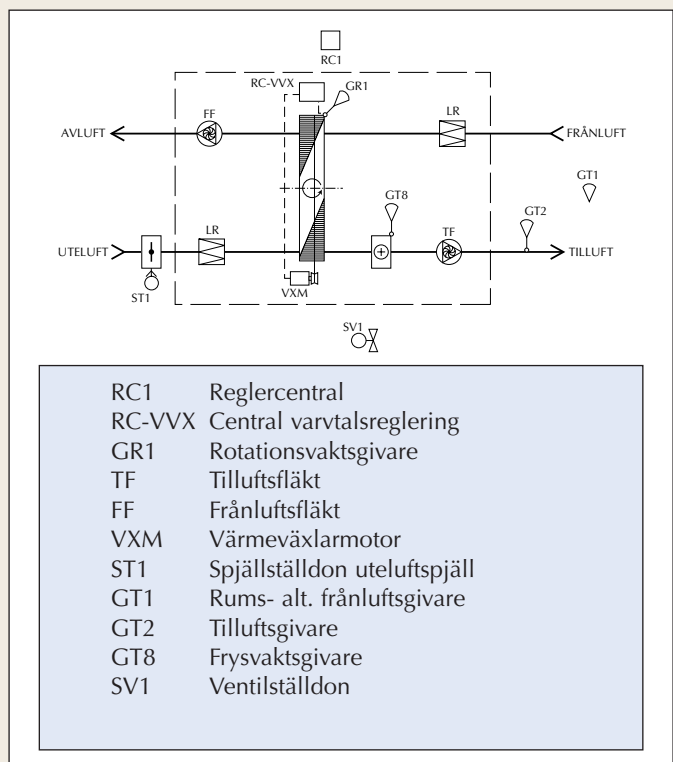 RC1
RC-VVX
GR1
FF
LR
AVLUFT
FRÅNLUFT
GT1
GT8
GT2
LR
TF
UTELUFT
TILLUFT
ST1
VXM
SV1
RC1 Reglercentral
RC-VVX Central varvtalsreglering
GR1 Rotationsvaktsgivare
TF Tilluftsfläkt
FF Frånluftsfläkt
VXM Värmeväxlarmotor
ST1 Spjällställdon uteluftspjäll
GT1 Rums- alt. frånluftsgivare
GT2 Tilluftsgivare
GT8 Frysvaktsgivare
SV1 Ventilställdon